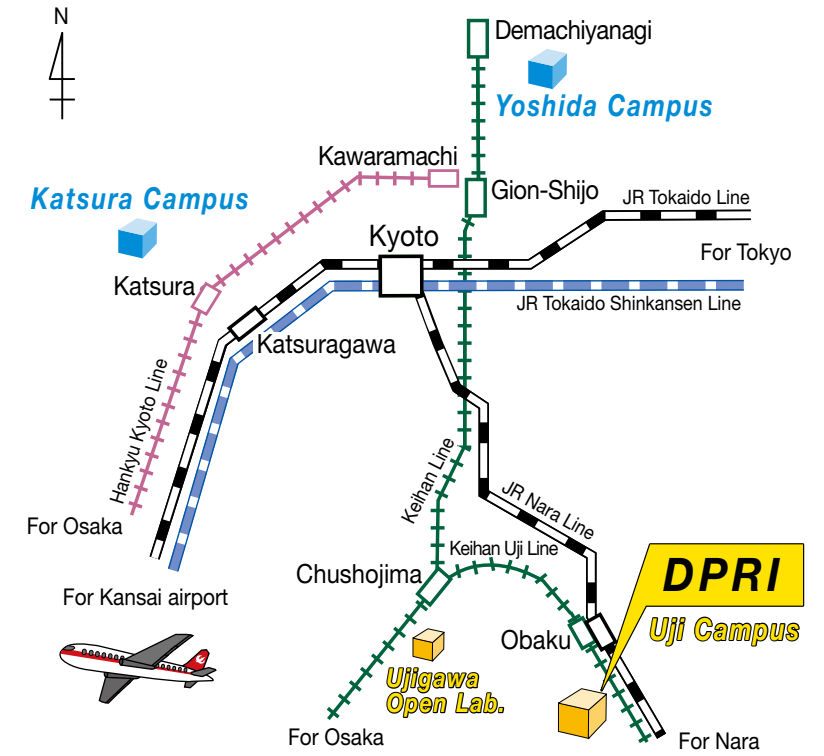 N
Demachiyanagi
Yoshida Campus
Kawaramachi
Katsura Campus
Gion-Shijo
JR Tokaido Line
Kyoto
For Tokyo
Katsura
JR Tokaido Shinkansen Line
Katsuragawa
Hankyu Kyoto Line
Keihan Line
JR Nara Line
For Osaka
Keihan Uji Line
Chushojima
DPRI
For Kansai airport
Uji Campus
Obaku
Ujigawa
Open Lab.
For Osaka
For Nara